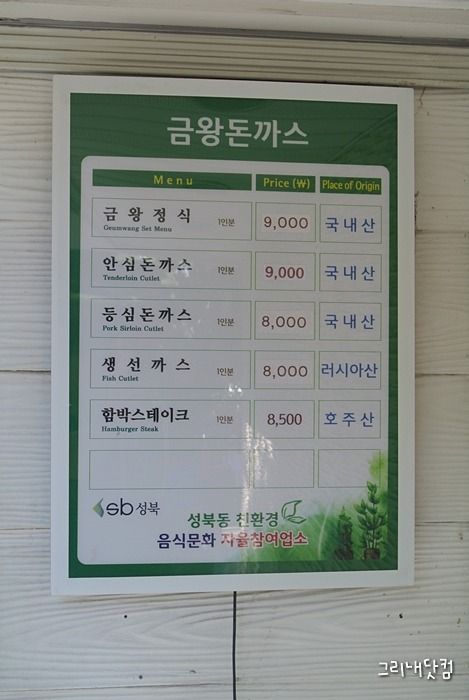 금왕돈까스
Menu Price (₩) Place of Origin
금왕정식 1인분 9,000 국내산
Geumwang Set Menu
안심돈까스 1인분 9,000 국내산
Tenderloin Cutlet
등심돈까스 1인분 8,000 국내산
Pork Sirloin Cutlet
생선까스 1인분 8,000 러시아산
Fish Cutlet
함박스테이크 1인분 8,500 호주산
Hamburger Steak
sb성북
성북동 친환경
음식문화 자율참여업소
그리내닷컴